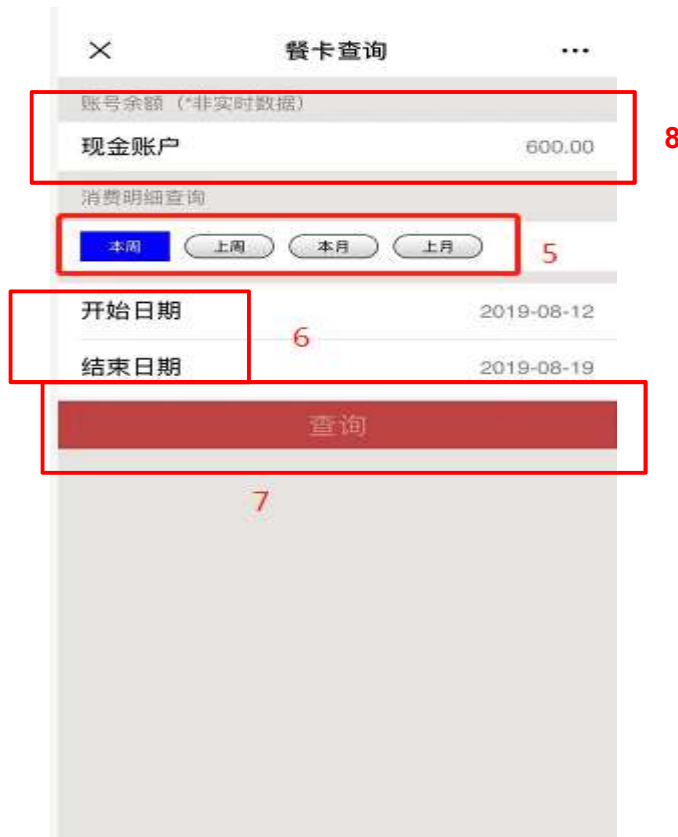 餐卡查询
账号余额（*非实时数据）
现金账户 600.00
8
消费明细查询
本周 上周 本月 上月
5
开始日期 2019-08-12
6
结束日期 2019-08-19
查询
7